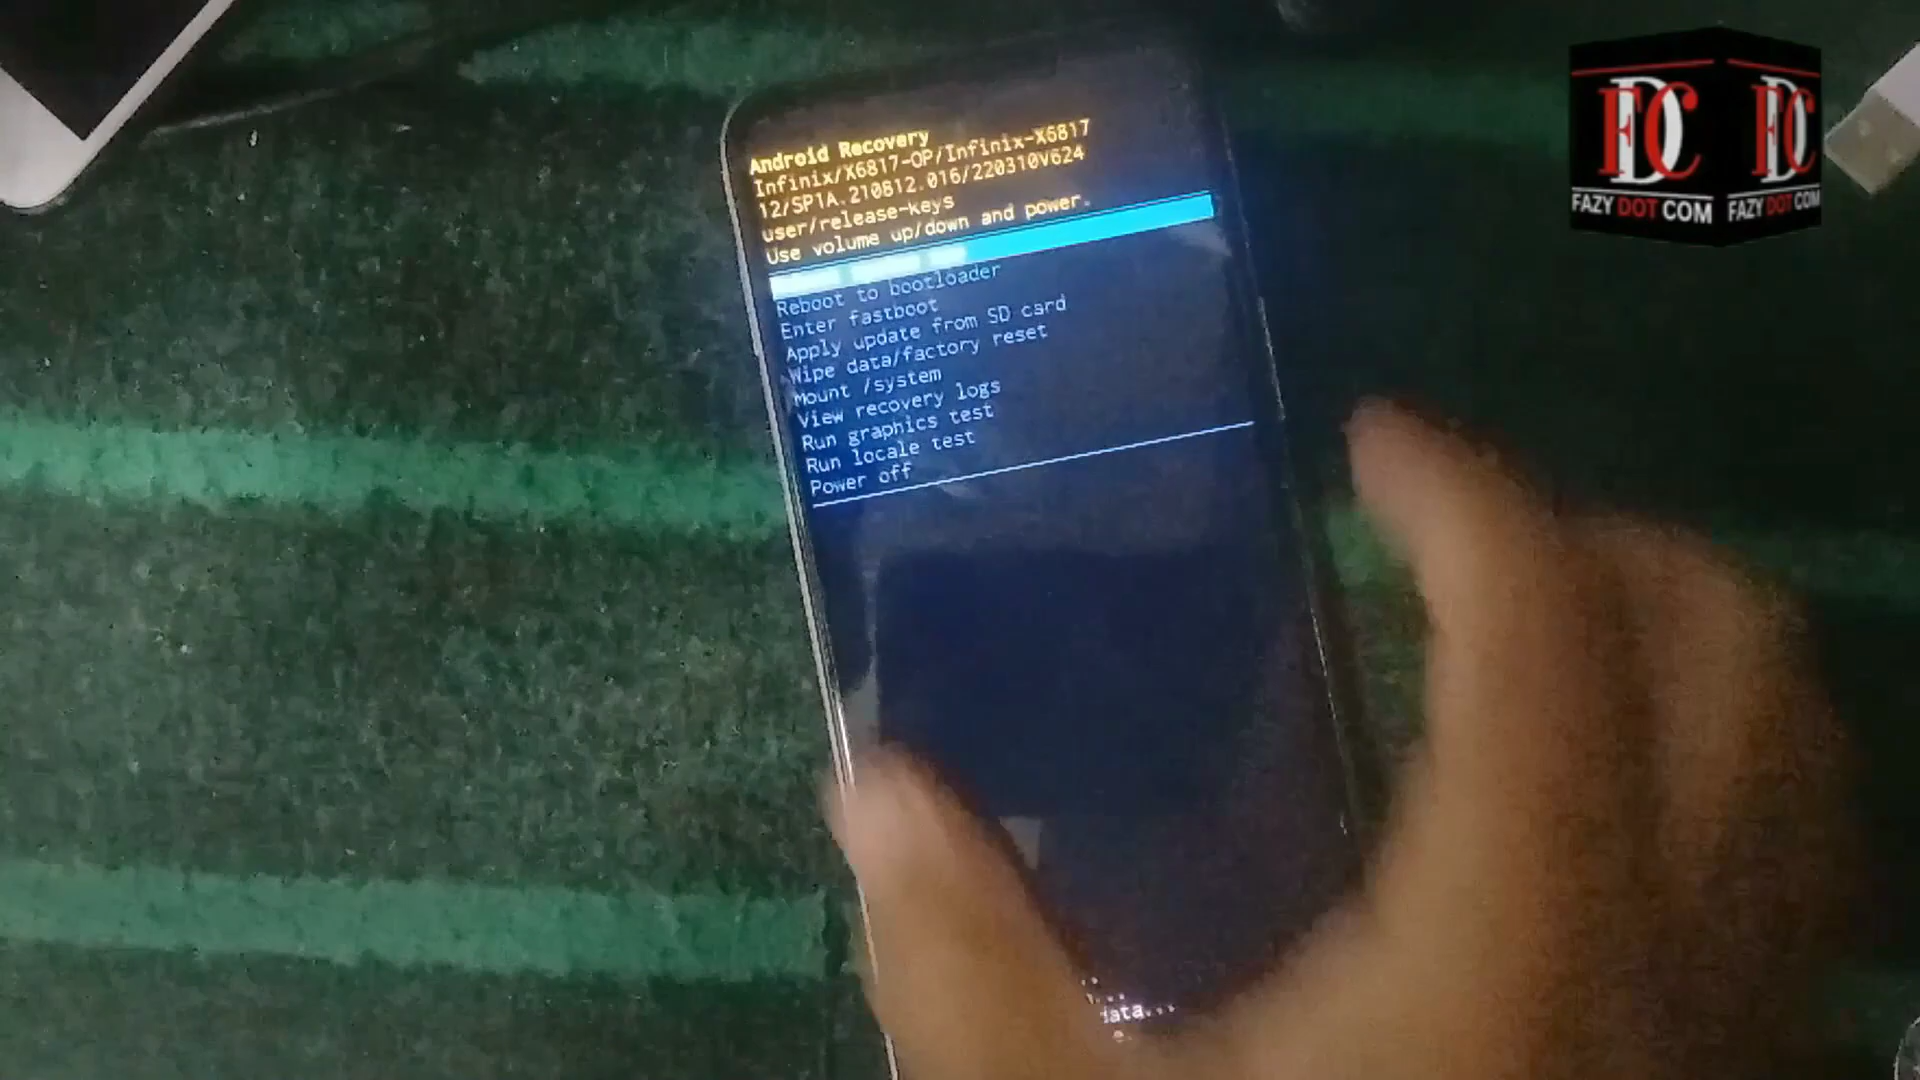 Android Recovery
Infinix/X6817-OP/Infinix-X6817
12/SP1A.210812.016/220310V624
user/release-keys
Use volume up/down and power.
Reboot to bootloader
Enter fastboot
Apply update from SD card
Wipe data/factory reset
Mount /system
View recovery logs
Run graphics test
Run locale test
Power off
data...
FDC
FAZY DOT COM
FDC
FAZY DOT COM